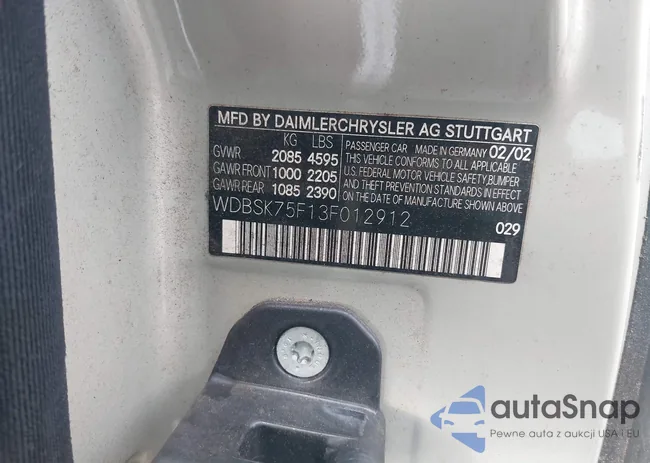 MFD BY DAIMLERCHRYSLER AG STUTTGART
KG LBS
GVWR 2085 4595
GAWR FRONT 1000 2205
GAWR REAR 1085 2390
PASSENGER CAR MADE IN GERMANY 02/02
THIS VEHICLE CONFORMS TO ALL APPLICABLE
U.S. FEDERAL MOTOR VEHICLE SAFETY,BUMPER
AND THEFT PREVENTION STANDARDS IN EFFECT
ON THE DATE OF MANUFACTURE SHOWN ABOVE
WDBSK75F13F012912
029
autaSnap
Pewne auta z aukcji USA i EU